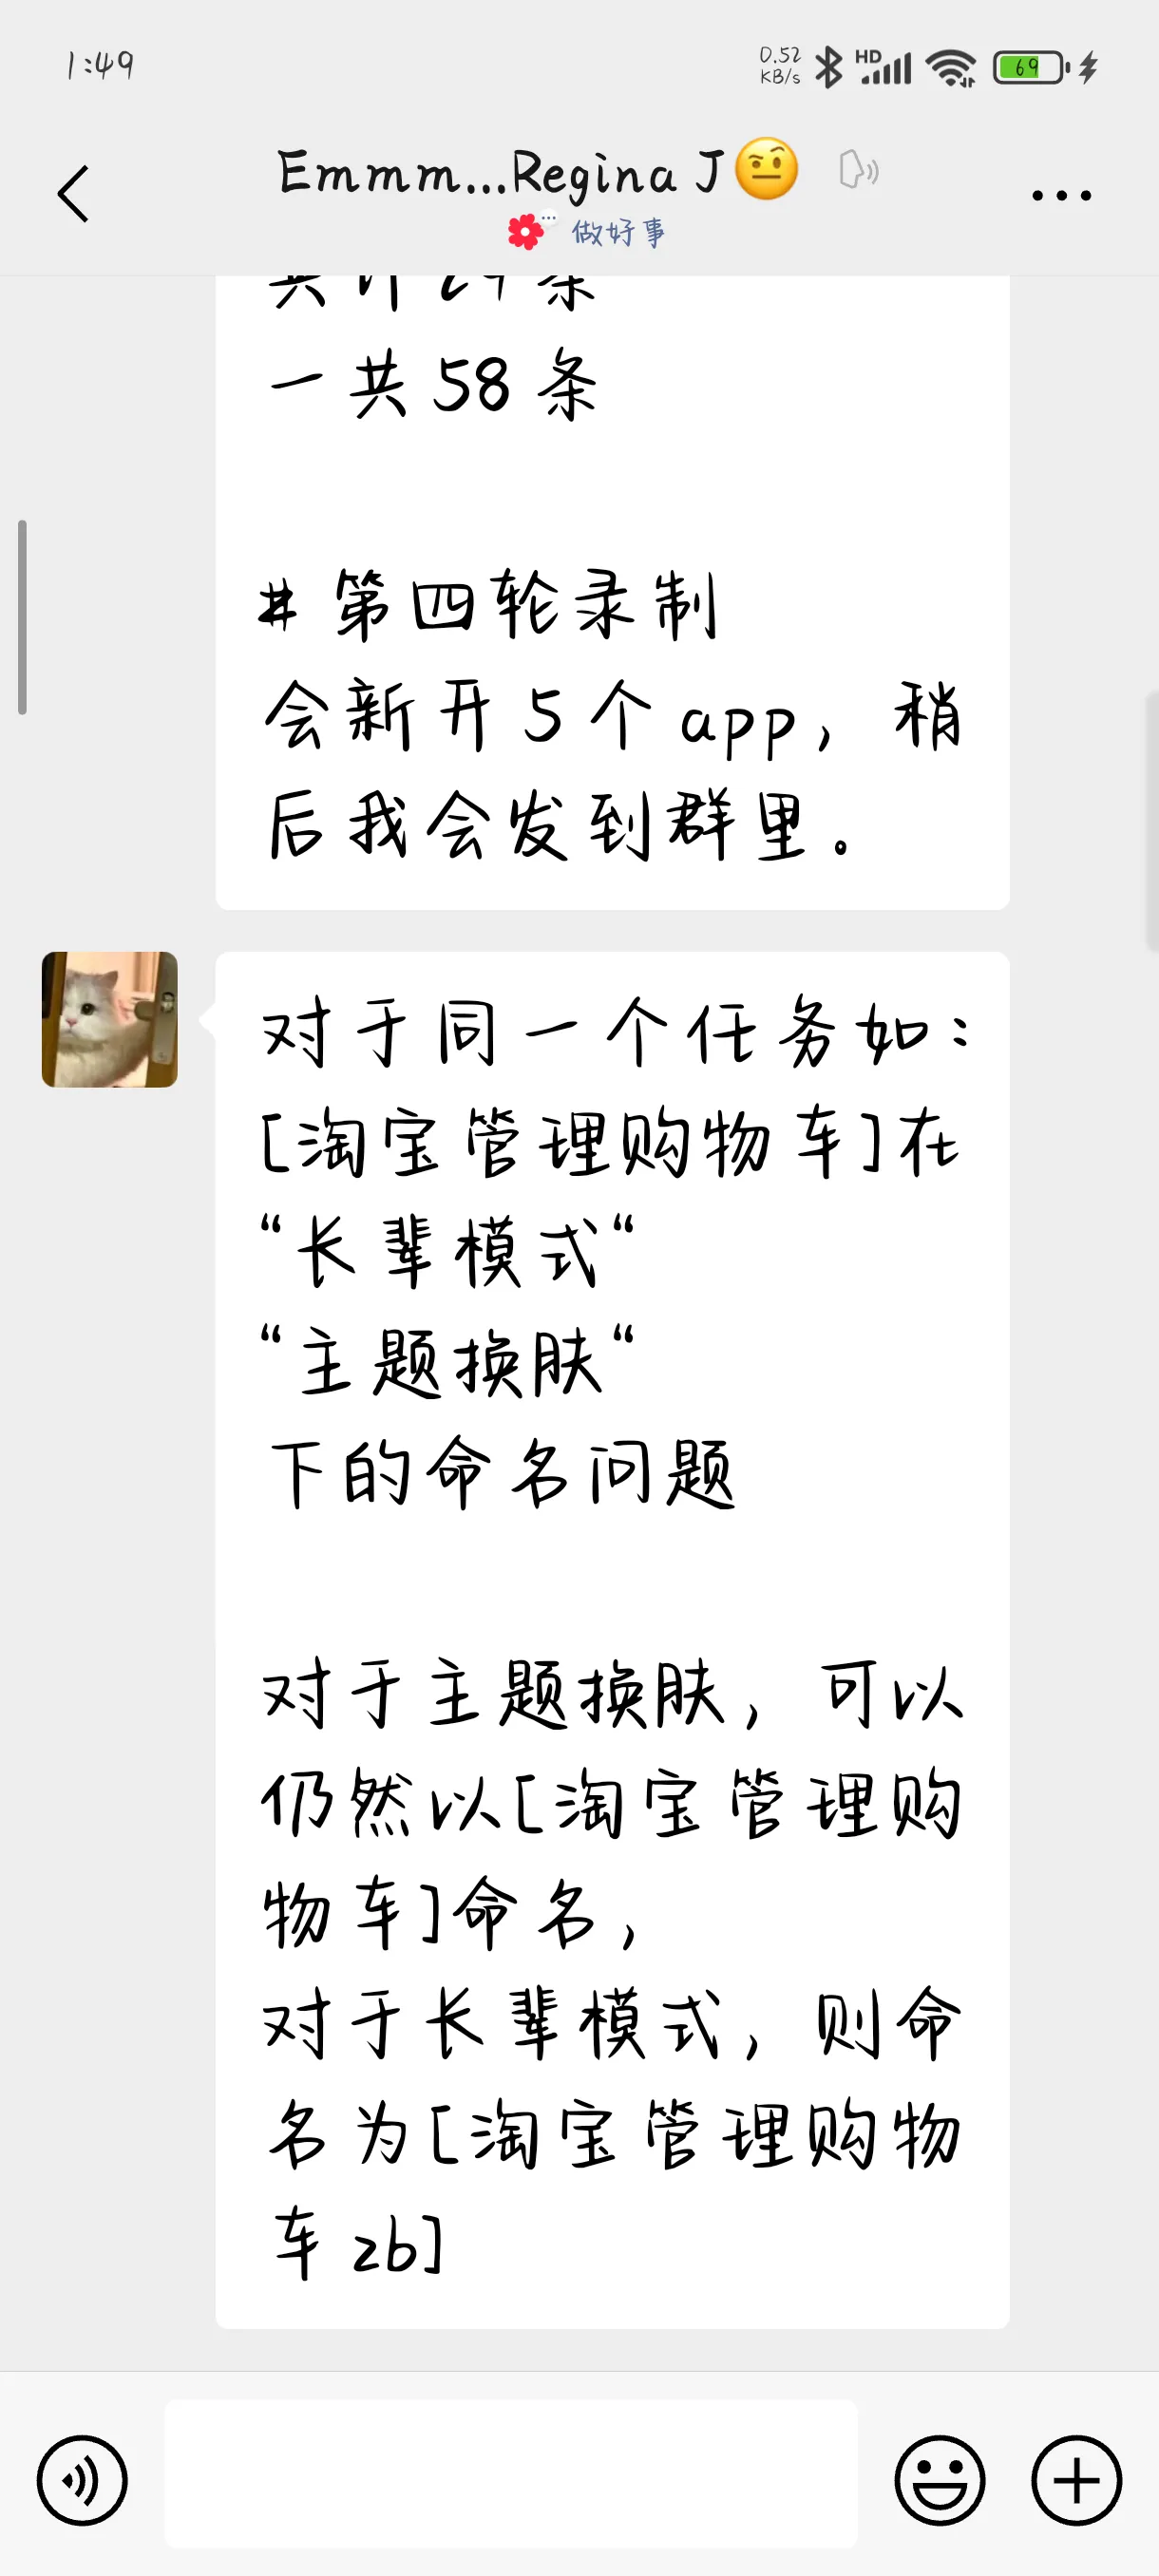 1:49
0.52
KB/s
HD
69
Emmm...Regina J
做好事
一共58条
# 第四轮录制
会新开5个app，稍
后我会发到群里。
对于同一个任务如：
[淘宝管理购物车]在
“长辈模式“
“主题换肤“
下的命名问题
对于主题换肤，可以
仍然以[淘宝管理购
物车]命名，
对于长辈模式，则命
名为[淘宝管理购物
车zb]